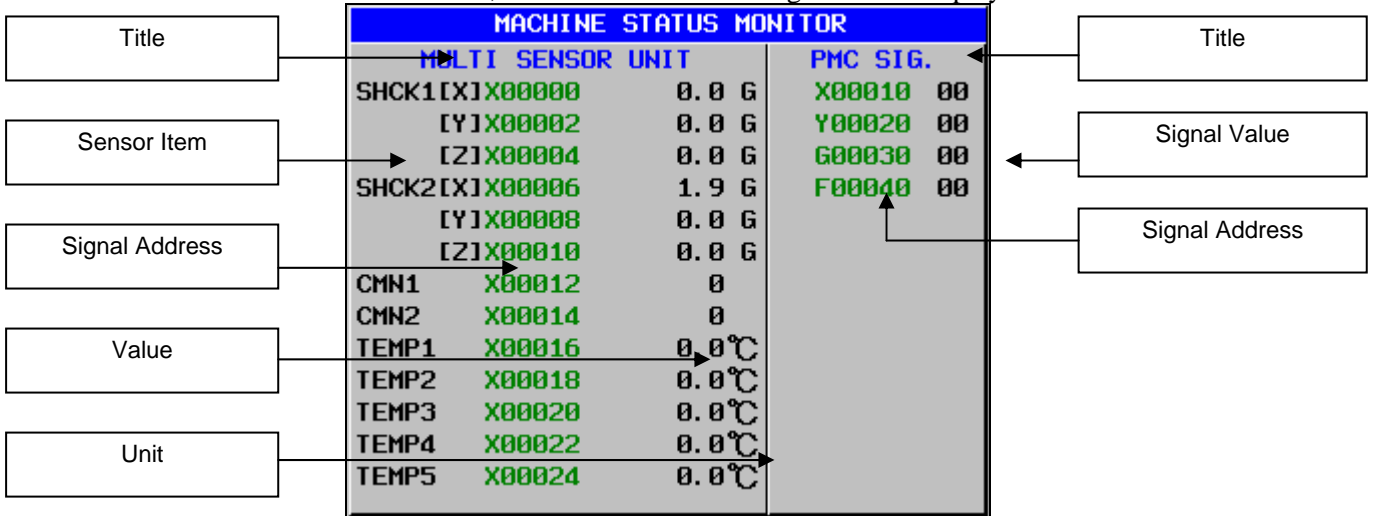 MACHINE STATUS MONITOR
MULTI SENSOR UNIT
SHCK1[X]X00000 0.0 G
[Y]X00002 0.0 G
[Z]X00004 0.0 G
SHCK2[X]X00006 1.9 G
[Y]X00008 0.0 G
[Z]X00010 0.0 G
CMN1 X00012 0
CMN2 X00014 0
TEMP1 X00016 0.0℃
TEMP2 X00018 0.0℃
TEMP3 X00020 0.0℃
TEMP4 X00022 0.0℃
TEMP5 X00024 0.0℃
PMC SIG.
X00010 00
Y00020 00
G00030 00
F00040 00
Title
Sensor Item
Signal Address
Value
Unit
Title
Signal Value
Signal Address